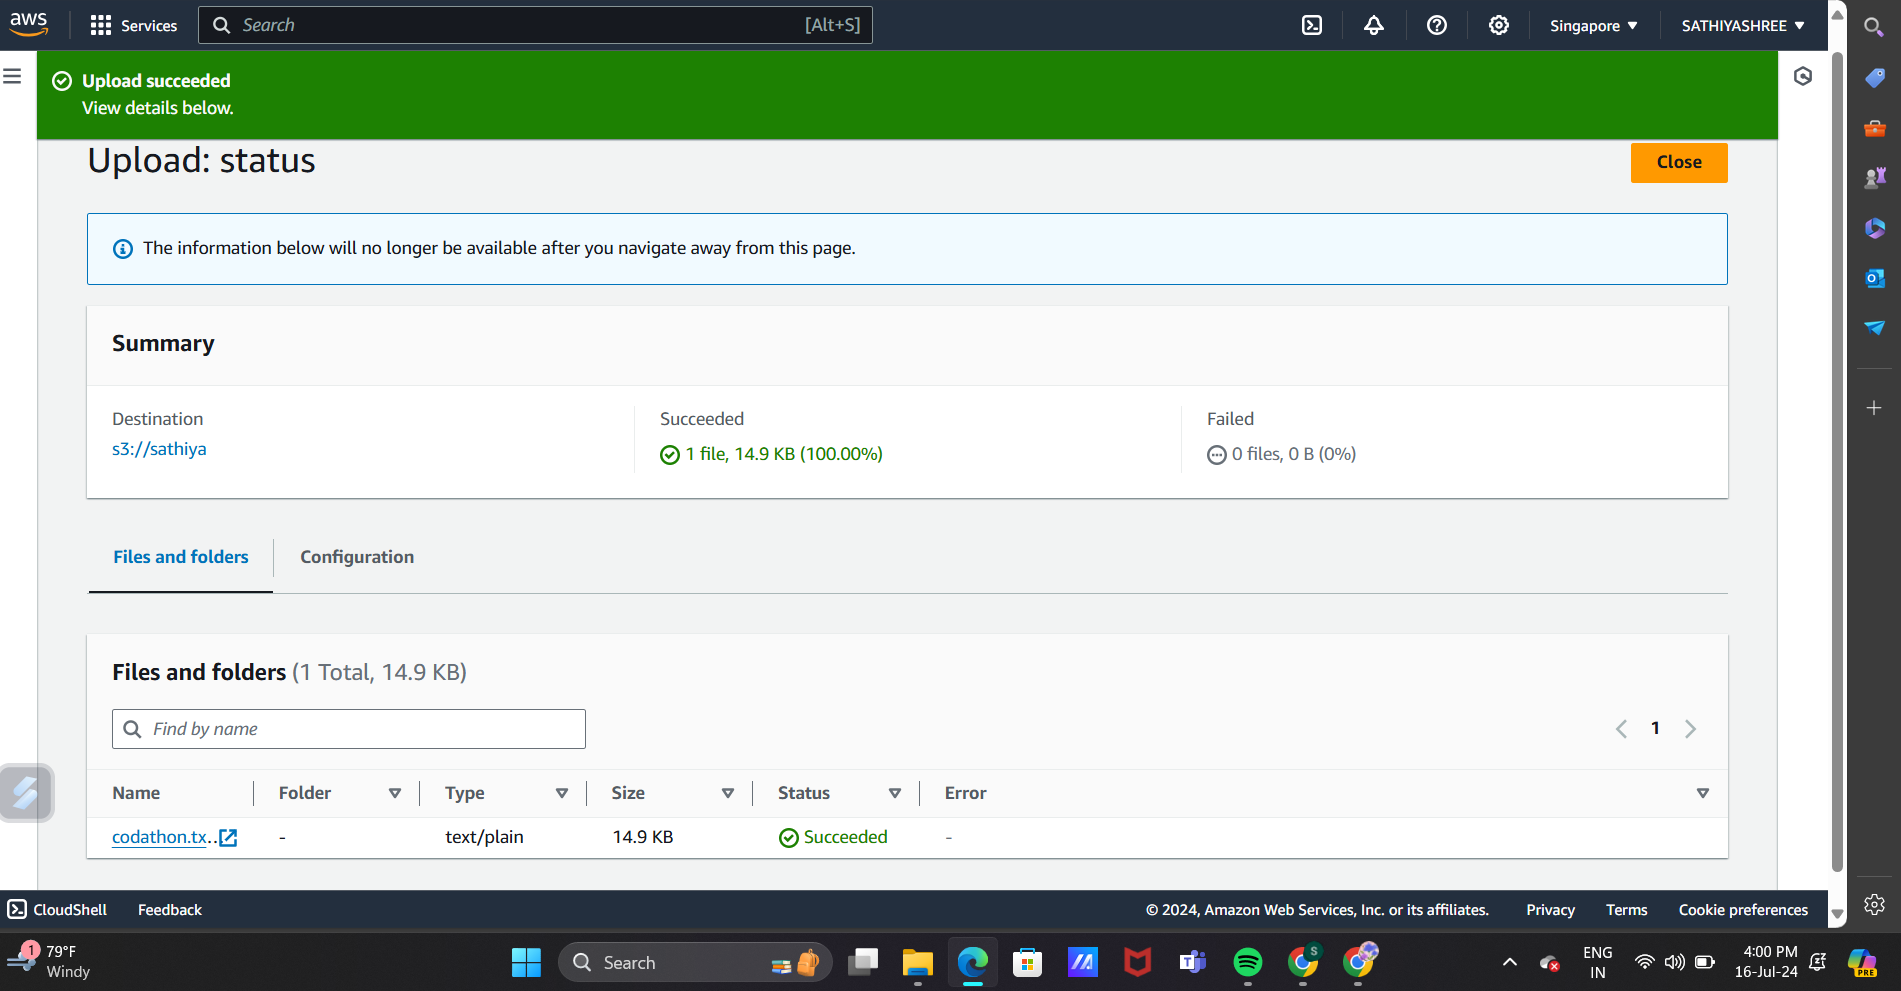 aws
Services
Search
[Alt+S]
Singapore
SATHIYASHREE
Upload succeeded
View details below.
Upload: status
Close
The information below will no longer be available after you navigate away from this page.
Summary
Destination
s3://sathiya
Succeeded
1 file, 14.9 KB (100.00%)
Failed
0 files, 0 B (0%)
Files and folders
Configuration
Files and folders (1 Total, 14.9 KB)
Find by name
1
Name Folder Type Size Status Error
codathon.tx.. - text/plain 14.9 KB Succeeded -
CloudShell
Feedback
© 2024, Amazon Web Services, Inc. or its affiliates.
Privacy
Terms
Cookie preferences
1
79°F
Windy
Search
S
ENG
IN
4:00 PM
16-Jul-24
PRE